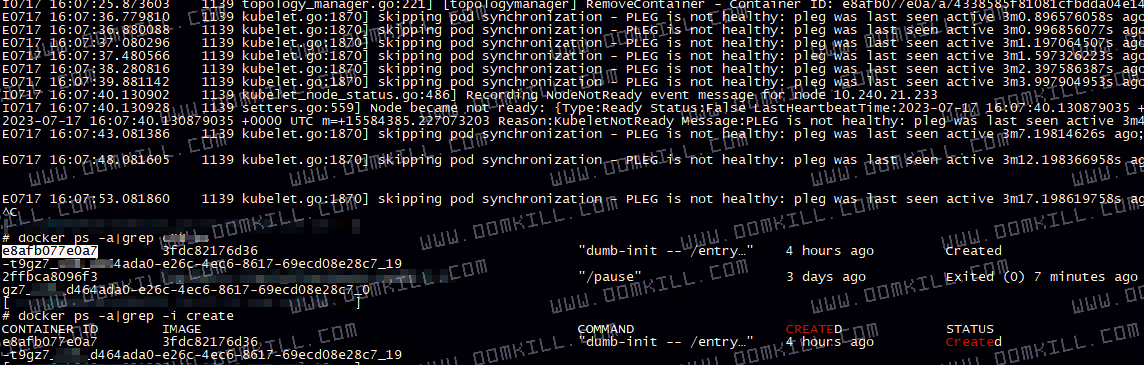 I0717 16:07:25.873603 1139 topology_manager.go:221] [topologymanager] RemoveContainer - Container ID:
E0717 16:07:36.779810 1139 kubelet.go:1870] skipping pod synchronization - PLEG is not healthy: pleg was last seen active 3m0.896576058s ago;
E0717 16:07:36.880088 1139 kubelet.go:1870] skipping pod synchronization - PLEG is not healthy: pleg was last seen active 3m0.996856077s ago
E0717 16:07:37.080296 1139 kubelet.go:1870] skipping pod synchronization - PLEG is not healthy: pleg was last seen active 3m1.197064507s ago
E0717 16:07:37.480566 1139 kubelet.go:1870] skipping pod synchronization - PLEG is not healthy: pleg was last seen active 3m1.597326223s ago
E0717 16:07:38.280810 1139 kubelet.go:1870] skipping pod synchronization - PLEG is not healthy: pleg was last seen active 3m2.397586387s ago
E0717 16:07:39.881142 1139 kubelet.go:1870] skipping pod synchronization - PLEG is not healthy: pleg was last seen active 3m3.997904953s ago
I0717 16:07:40.130902 1139 kubelet_node_status.go:486] Recording NodeNotReady event message for node 10.240.21.233
I0717 16:07:40.130928 1139 setters.go:559] Node became not ready: {Type:Ready Status:False LastHeartbeatTime:2023-07-17 16:07:40.130879035 +
2023-07-17 16:07:40.130879035 +0000 UTC m=+15584385.227073203 Reason:KubeletNotReady Message:PLEG is not healthy: pleg was last seen active 3m4
E0717 16:07:43.081386 1139 kubelet.go:1870] skipping pod synchronization - PLEG is not healthy: pleg was last seen active 3m7.19814626s ago;
E0717 16:07:48.081605 1139 kubelet.go:1870] skipping pod synchronization - PLEG is not healthy: pleg was last seen active 3m12.198366958s ag
E0717 16:07:53.081860 1139 kubelet.go:1870] skipping pod synchronization - PLEG is not healthy: pleg was last seen active 3m17.198619758s ag
^C
[
# docker ps -a|grep
e8afb077e0a7 3fdc82176d36 "dumb-init -- /entry…" 4 hours ago Created
-t9gz7_ 4ada0-e26c-4ec6-8617-69ecd08e28c7_19
2ffbca8096f3 "/pause" 3 days ago Exited (0) 7 minutes ago
gz7_ _d464ada0-e26c-4ec6-8617-69ecd08e28c7_0
[ ]
# docker ps -a|grep -i create
CONTAINER ID IMAGE COMMAND CREATED STATUS
e8afb077e0a7 3fdc82176d36 "dumb-init -- /entry…" 4 hours ago Created
-t9gz7_ _d464ada0-e26c-4ec6-8617-69ecd08e28c7_19
www.oomkill.com